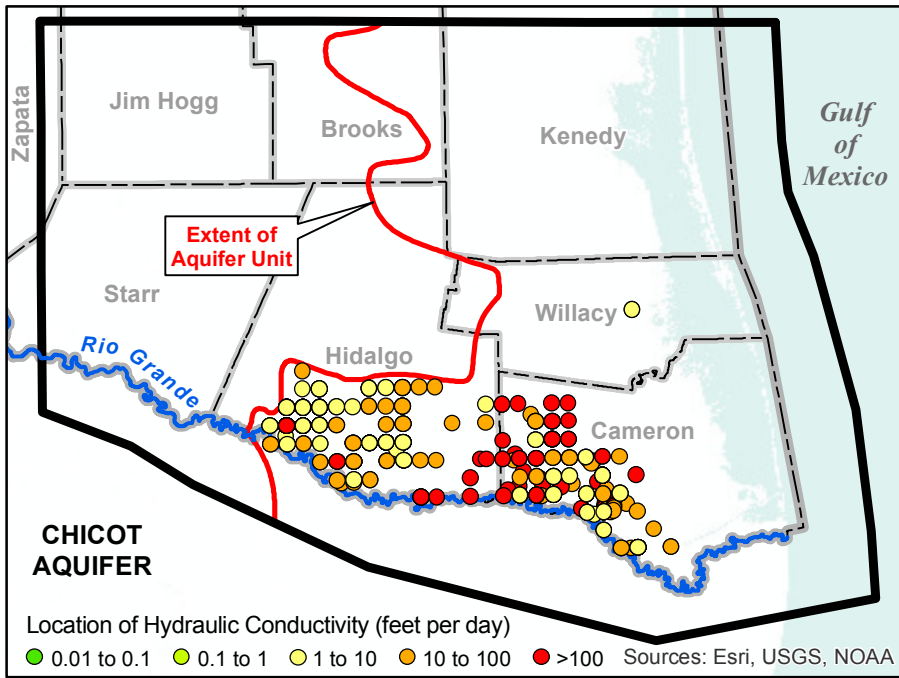 Zapata
Jim Hogg
Brooks
Kenedy
Gulf
of
Mexico
Extent of
Aquifer Unit
Starr
Willacy
Rio Grande
Hidalgo
Cameron
CHICOT
AQUIFER
Location of Hydraulic Conductivity (feet per day)
0.01 to 0.1 0.1 to 1 1 to 10 10 to 100 >100 Sources: Esri, USGS, NOAA